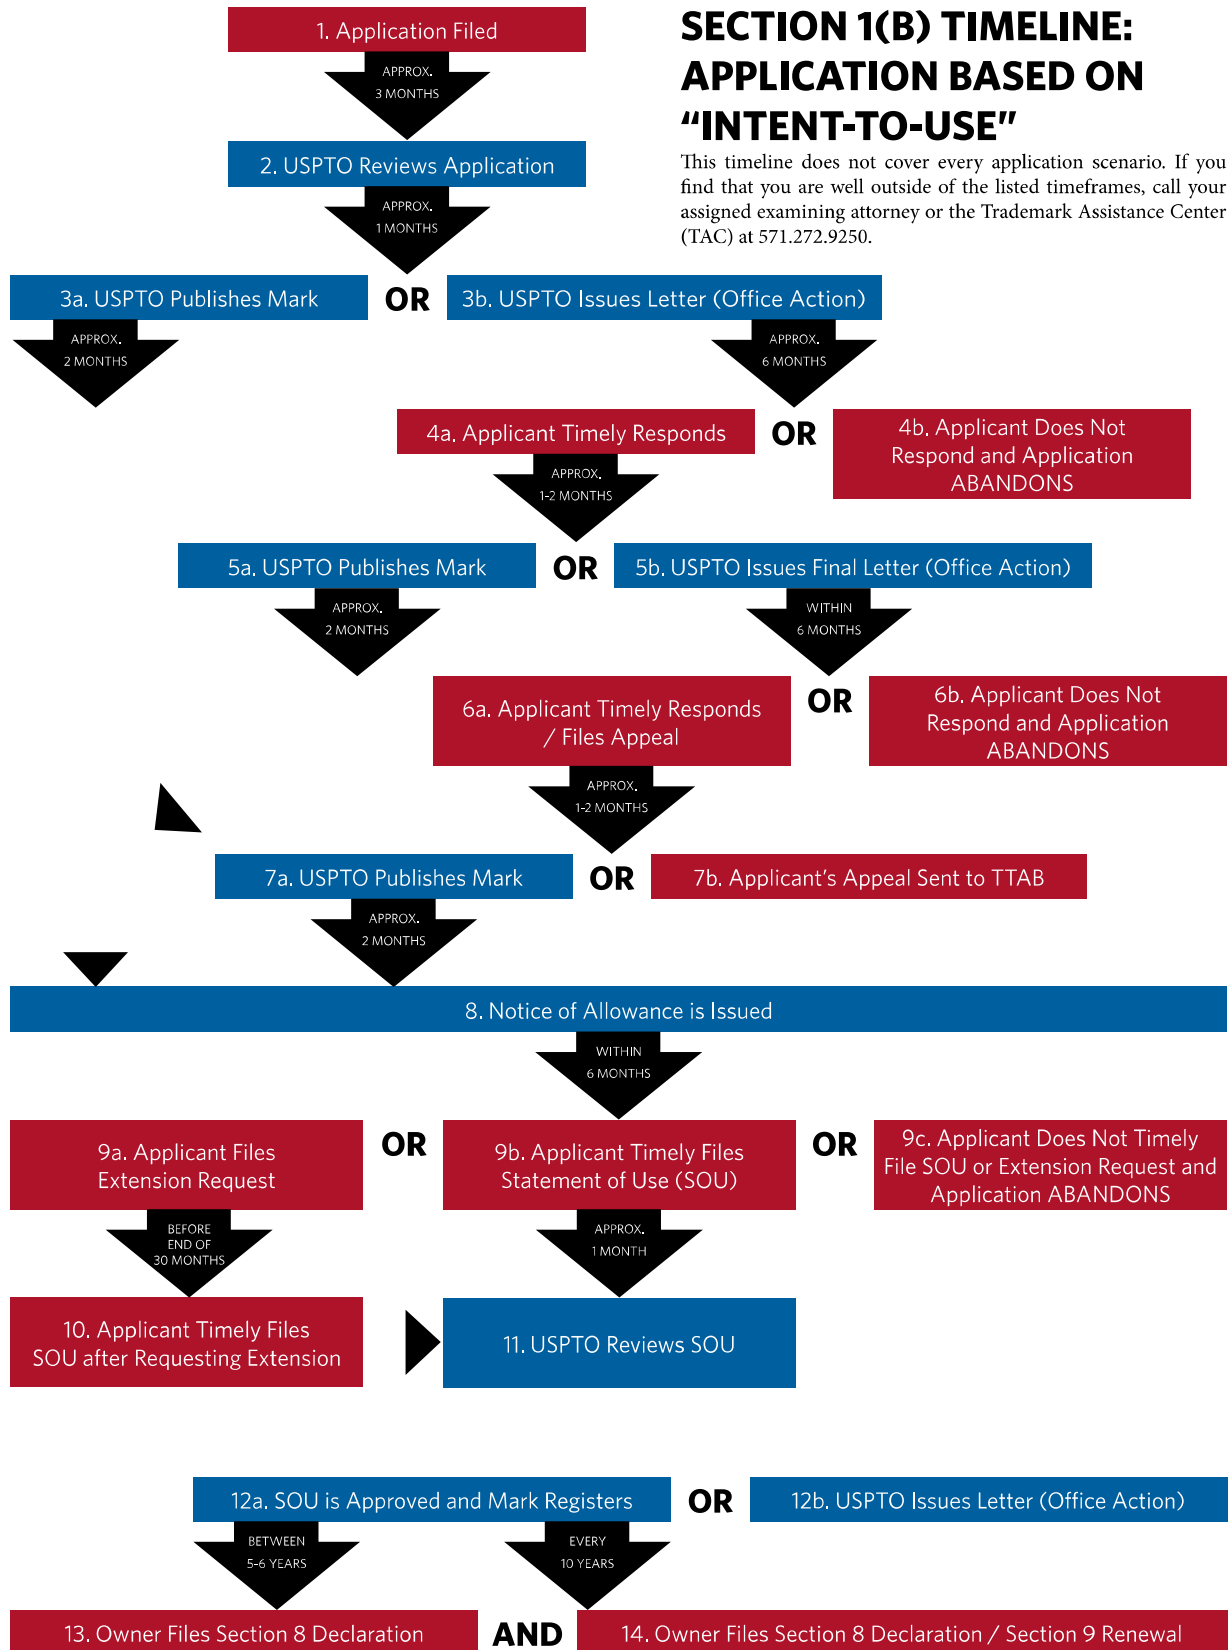 SECTION 1(B) TIMELINE:
APPLICATION BASED ON
“INTENT-TO-USE”
This timeline does not cover every application scenario. If you
find that you are well outside of the listed timeframes, call your
assigned examining attorney or the Trademark Assistance Center
(TAC) at 571.272.9250.
1. Application Filed
APPROX.
3 MONTHS
2. USPTO Reviews Application
APPROX.
1 MONTHS
3a. USPTO Publishes Mark
OR
3b. USPTO Issues Letter (Office Action)
APPROX.
2 MONTHS
APPROX.
6 MONTHS
4a. Applicant Timely Responds
OR
4b. Applicant Does Not
Respond and Application
ABANDONS
APPROX.
1-2 MONTHS
5a. USPTO Publishes Mark
OR
5b. USPTO Issues Final Letter (Office Action)
APPROX.
2 MONTHS
WITHIN
6 MONTHS
6a. Applicant Timely Responds
/ Files Appeal
OR
6b. Applicant Does Not
Respond and Application
ABANDONS
APPROX.
1-2 MONTHS
7a. USPTO Publishes Mark
OR
7b. Applicant’s Appeal Sent to TTAB
APPROX.
2 MONTHS
8. Notice of Allowance is Issued
WITHIN
6 MONTHS
9a. Applicant Files
Extension Request
OR
9b. Applicant Timely Files
Statement of Use (SOU)
OR
9c. Applicant Does Not Timely
File SOU or Extension Request and
Application ABANDONS
BEFORE
END OF
30 MONTHS
APPROX.
1 MONTH
10. Applicant Timely Files
SOU after Requesting Extension
11. USPTO Reviews SOU
12a. SOU is Approved and Mark Registers
OR
12b. USPTO Issues Letter (Office Action)
BETWEEN
5-6 YEARS
EVERY
10 YEARS
13. Owner Files Section 8 Declaration
AND
14. Owner Files Section 8 Declaration / Section 9 Renewal